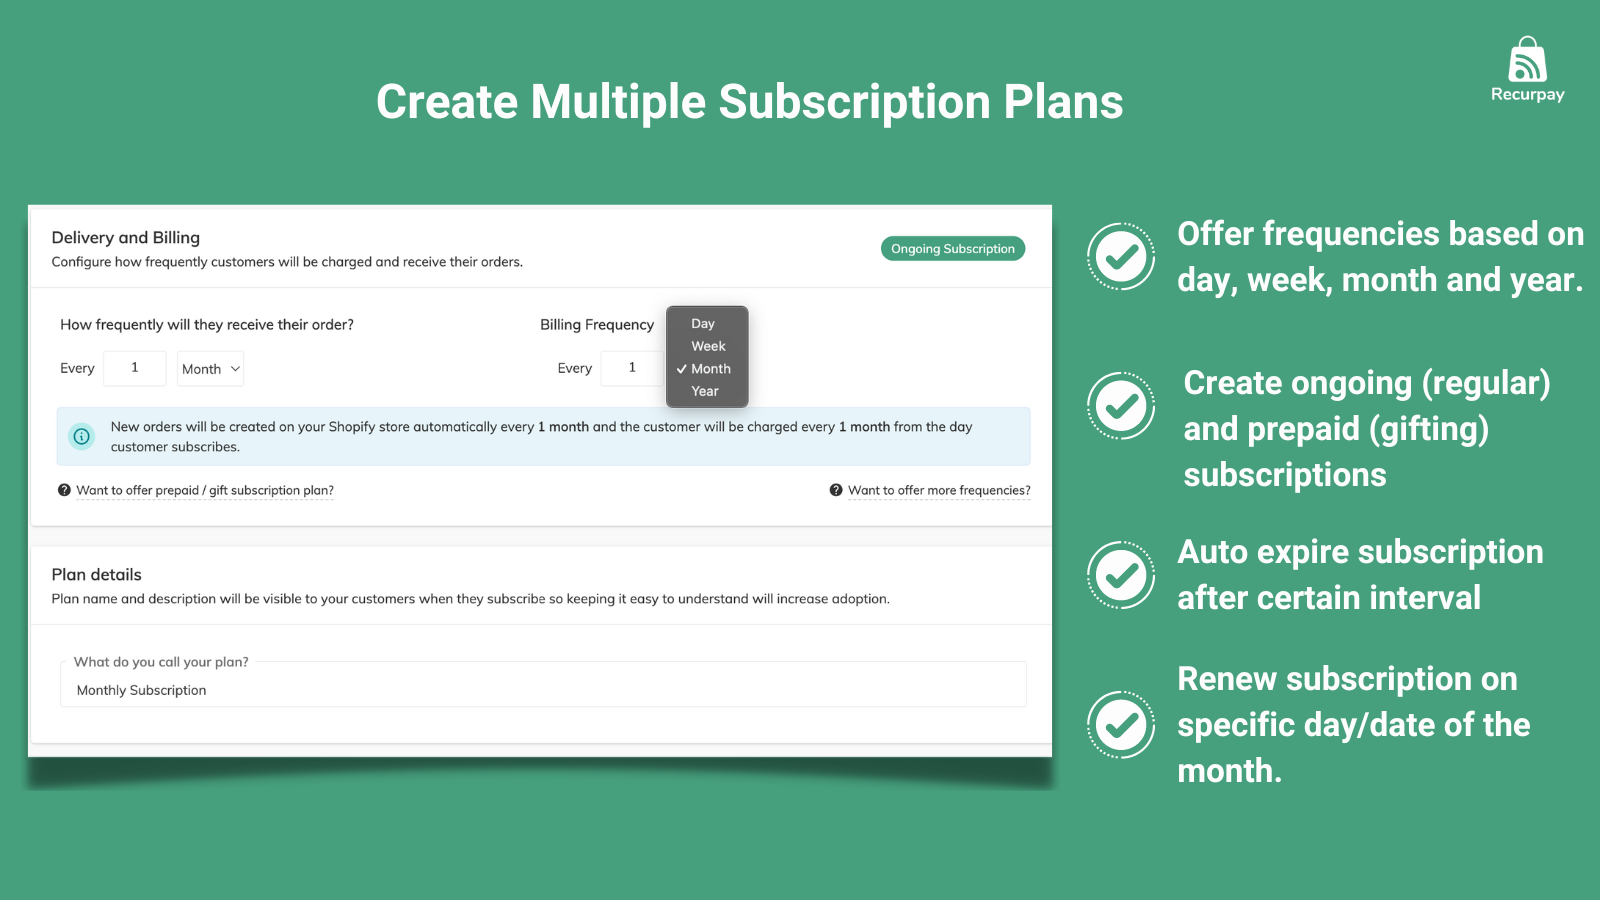 Create Multiple Subscription Plans
Recurpay
Delivery and Billing
Configure how frequently customers will be charged and receive their orders.
Ongoing Subscription
How frequently will they receive their order?
Every 1 Month
Billing Frequency
Every 1
Day
Week
Month
Year
New orders will be created on your Shopify store automatically every 1 month and the customer will be charged every 1 month from the day
customer subscribes.
Want to offer prepaid / gift subscription plan?
Want to offer more frequencies?
Plan details
Plan name and description will be visible to your customers when they subscribe so keeping it easy to understand will increase adoption.
What do you call your plan?
Monthly Subscription
Offer frequencies based on
day, week, month and year.
Create ongoing (regular)
and prepaid (gifting)
subscriptions
Auto expire subscription
after certain interval
Renew subscription on
specific day/date of the
month.